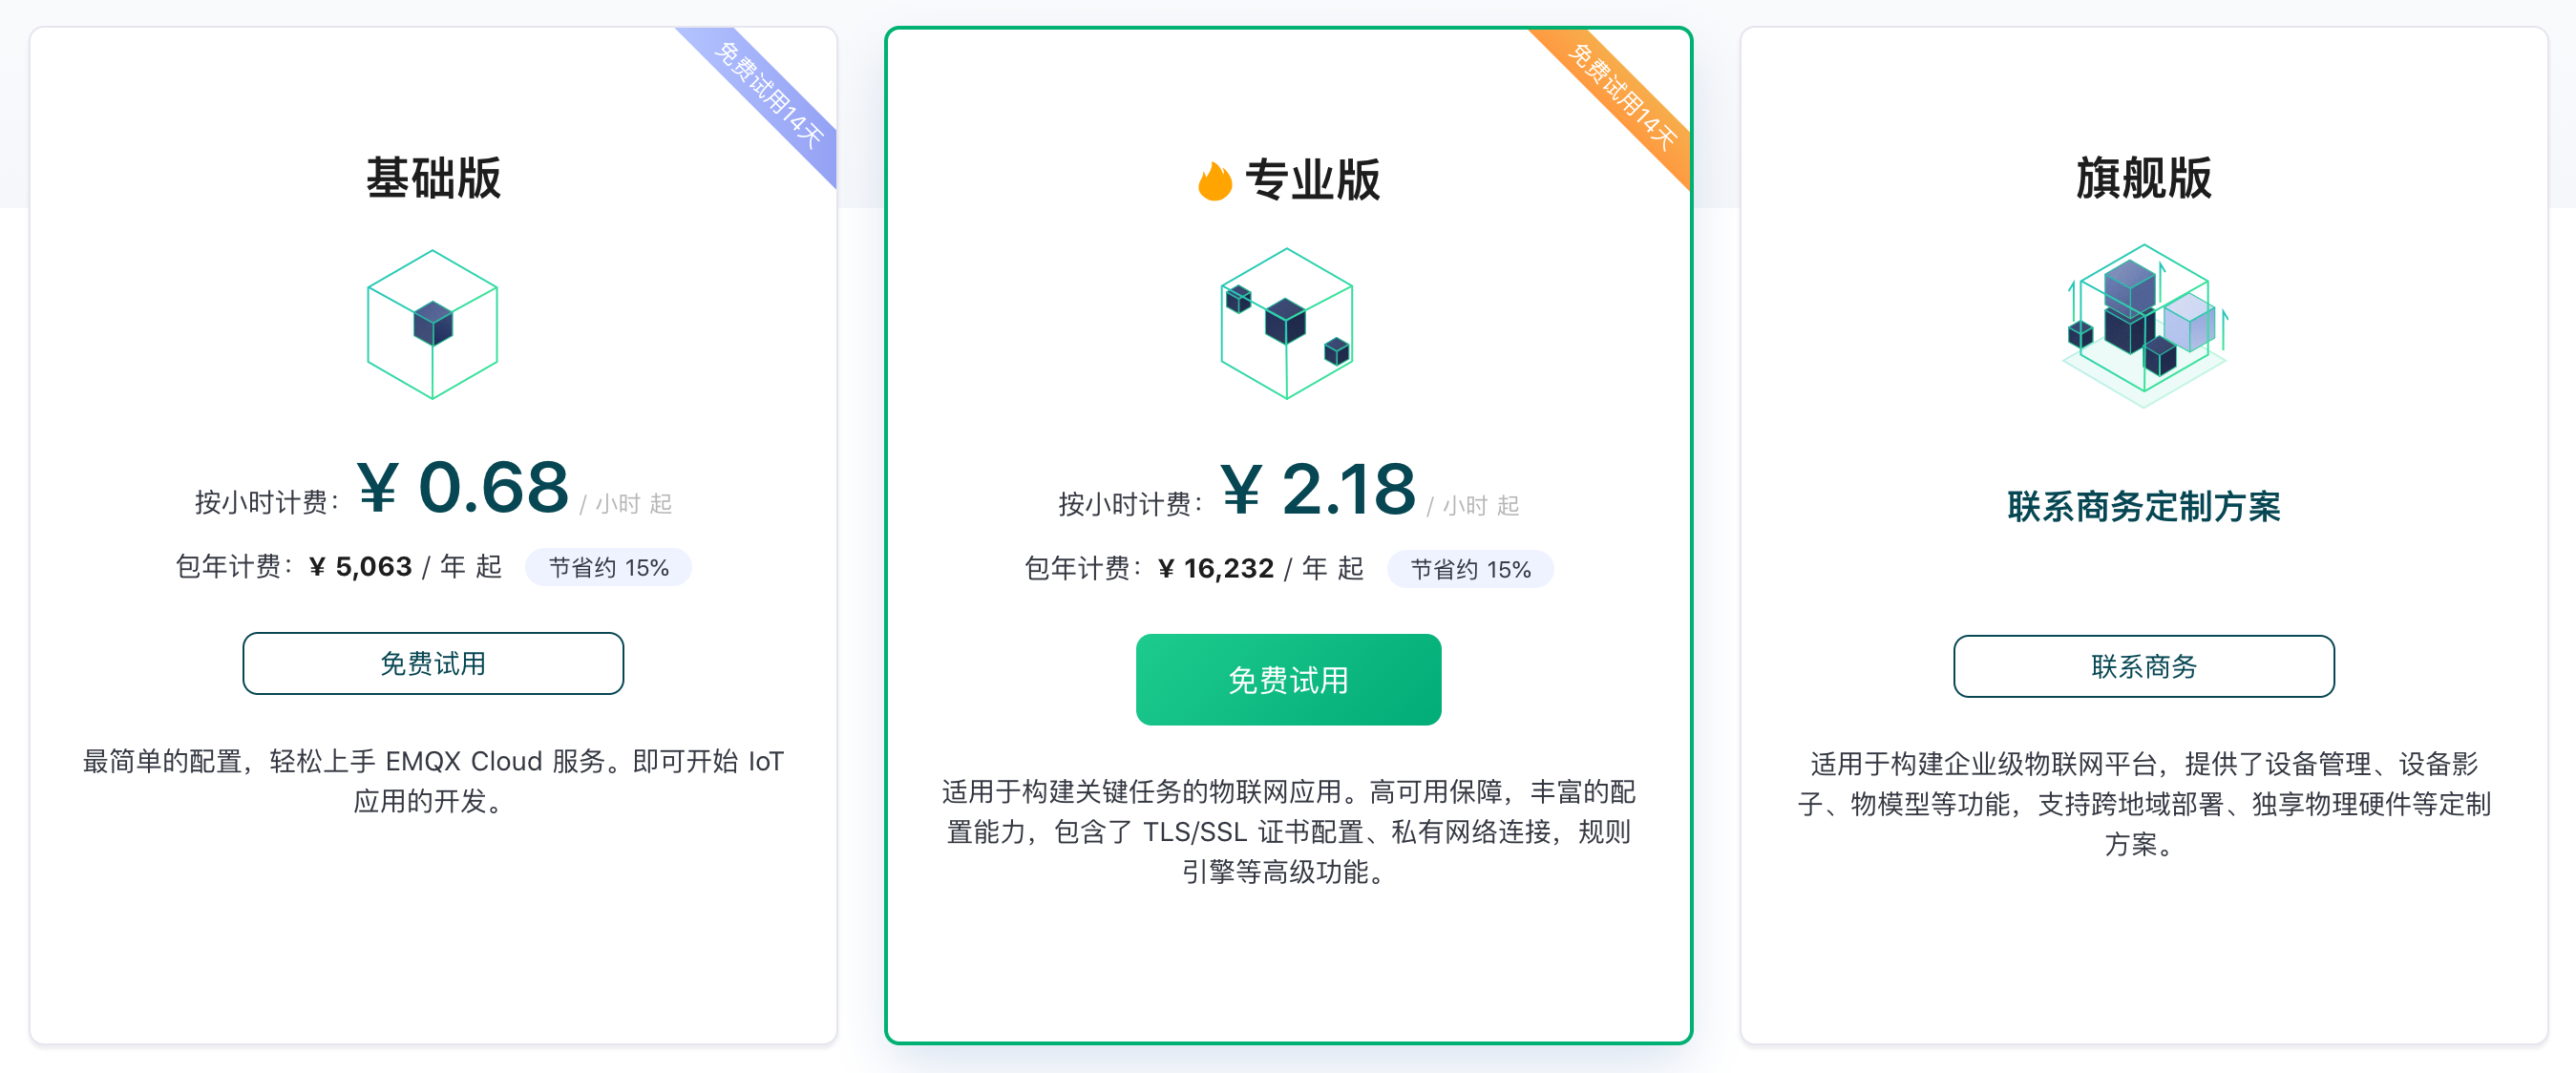 免费试用14天
基础版
按小时计费： ¥ 0.68 / 小时 起
包年计费： ¥ 5,063 / 年 起 节省约 15%
免费试用
最简单的配置，轻松上手 EMQX Cloud 服务。即可开始 IoT
应用的开发。
免费试用14天
专业版
按小时计费： ¥ 2.18 / 小时 起
包年计费： ¥ 16,232 / 年 起 节省约 15%
免费试用
适用于构建关键任务的物联网应用。高可用保障，丰富的配
置能力，包含了 TLS/SSL 证书配置、私有网络连接，规则
引擎等高级功能。
旗舰版
联系商务定制方案
联系商务
适用于构建企业级物联网平台，提供了设备管理、设备影
子、物模型等功能，支持跨地域部署、独享物理硬件等定制
方案。